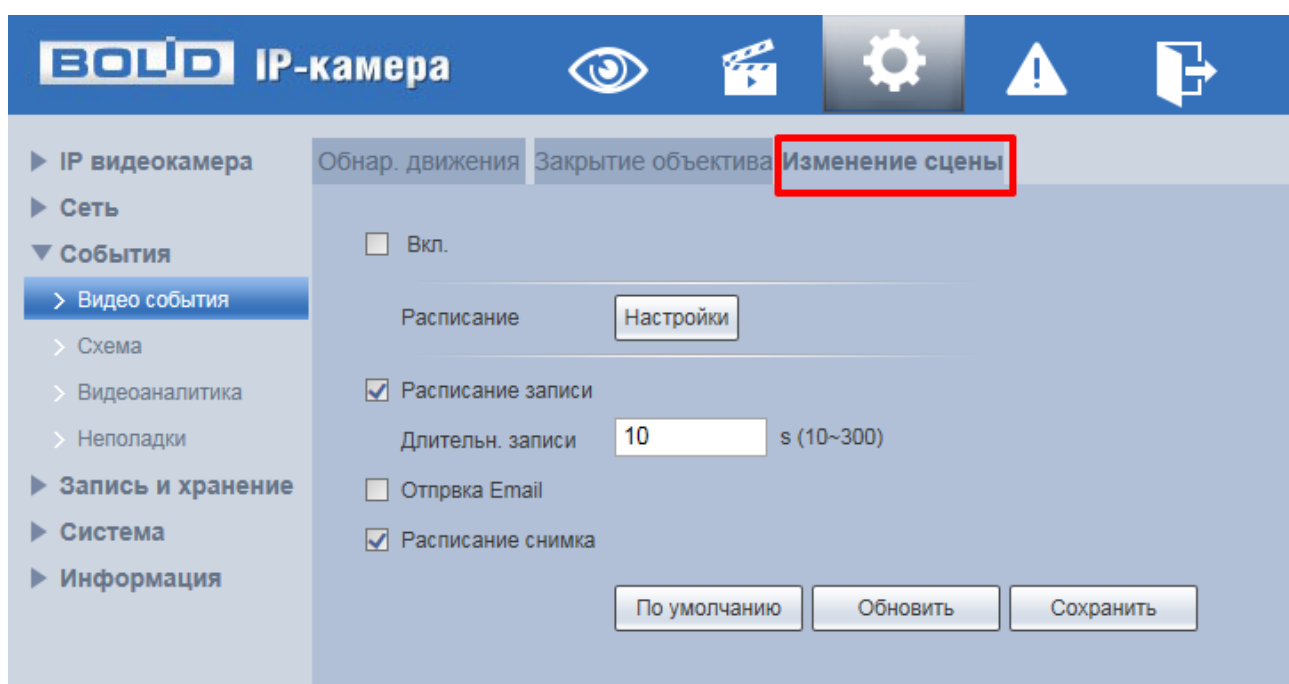 BOLID IP-камера
Обнар. движения Закрытие объектива Изменение сцены
IP видеокамера
Сеть
События
Видео события
Схема
Видеоаналитика
Неполадки
Запись и хранение
Система
Информация
Вкл.
Расписание Настройки
Расписание записи
Длительн. записи 10 s (10~300)
Отпрвка Email
Расписание снимка
По умолчанию Обновить Сохранить